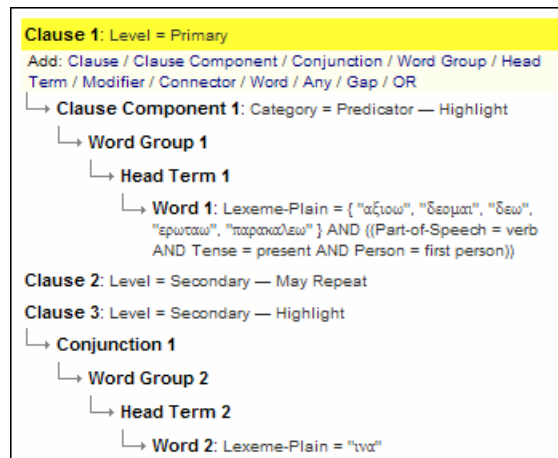 Clause 1: Level = Primary
Add: Clause / Clause Component / Conjunction / Word Group / Head
Term / Modifier / Connector / Word / Any / Gap / OR
Clause Component 1: Category = Predicator — Highlight
Word Group 1
Head Term 1
Word 1: Lexeme-Plain = { "αξιοω", "δεομαι", "δεω",
"ερωταω", "παρακαλεω" } AND ((Part-of-Speech = verb
AND Tense = present AND Person = first person))
Clause 2: Level = Secondary — May Repeat
Clause 3: Level = Secondary — Highlight
Conjunction 1
Word Group 2
Head Term 2
Word 2: Lexeme-Plain = "ινα"